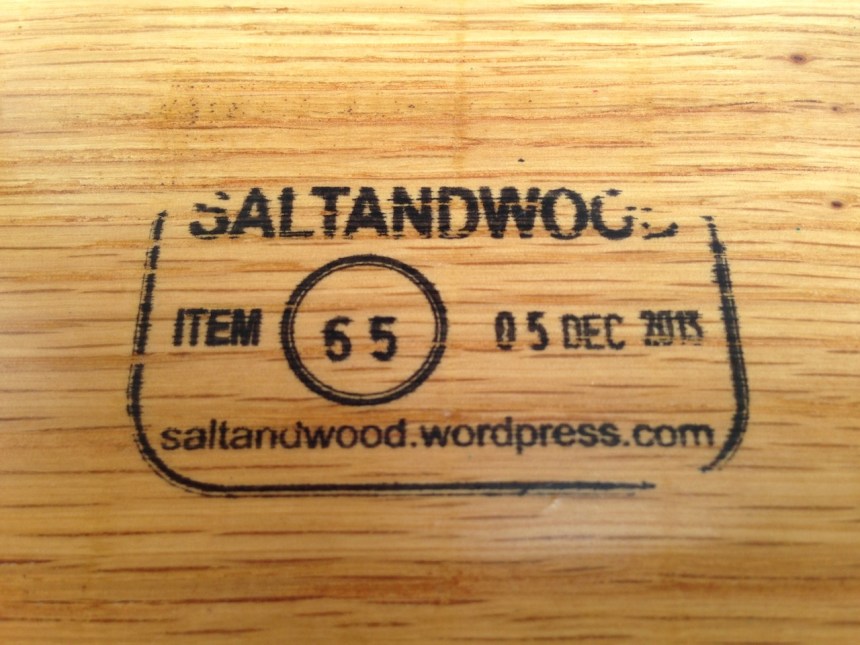 SALTANDWOOD
ITEM 65 05 DEC 2013
saltandwood.wordpress.com